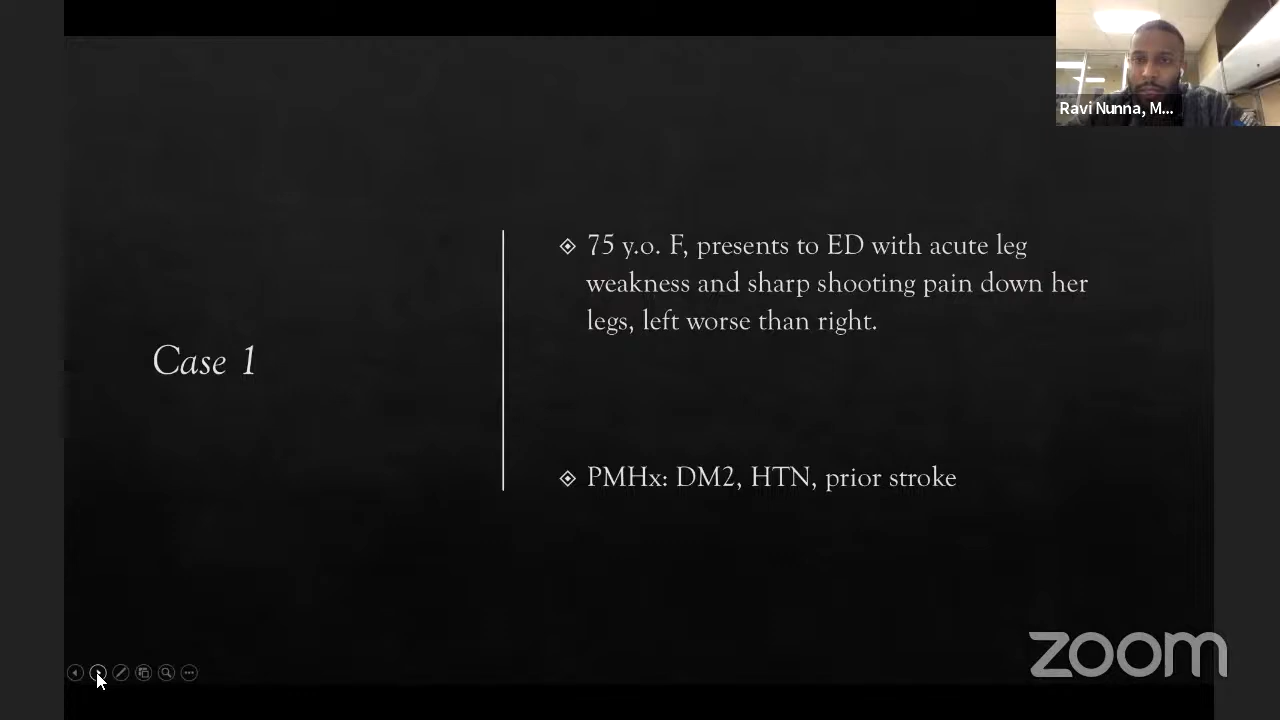 Ravi Nunna, M...
75 y.o. F, presents to ED with acute leg
weakness and sharp shooting pain down her
legs, left worse than right.
Case 1
PMHx: DM2, HTN, prior stroke
zoom